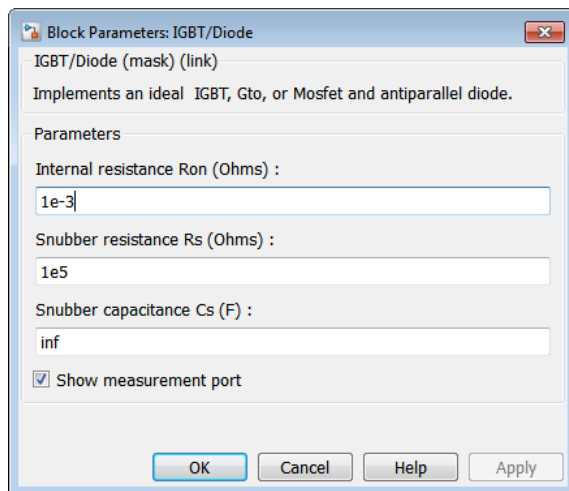 Block Parameters: IGBT/Diode
IGBT/Diode (mask) (link)
Implements an ideal IGBT, Gto, or Mosfet and antiparallel diode.
Parameters
Internal resistance Ron (Ohms) :
1e-3
Snubber resistance Rs (Ohms) :
1e5
Snubber capacitance Cs (F) :
inf
Show measurement port
OK Cancel Help Apply